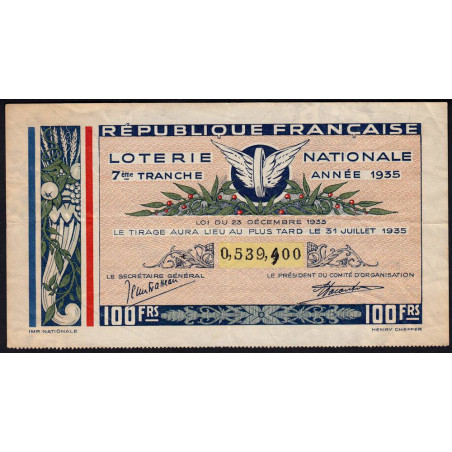 RÉPUBLIQUE FRANÇAISE
LOTERIE NATIONALE
7ème TRANCHE ANNÉE 1935
LOI DU 23 DÉCEMBRE 1933
LE TIRAGE AURA LIEU AU PLUS TARD LE 31 JUILLET 1935
0,539,400
LE SECRÉTAIRE GÉNÉRAL LE PRÉSIDENT DU COMITÉ D'ORGANISATION
100 FRS 100 FRS
IMP. NATIONALE HENRY CHEFFER